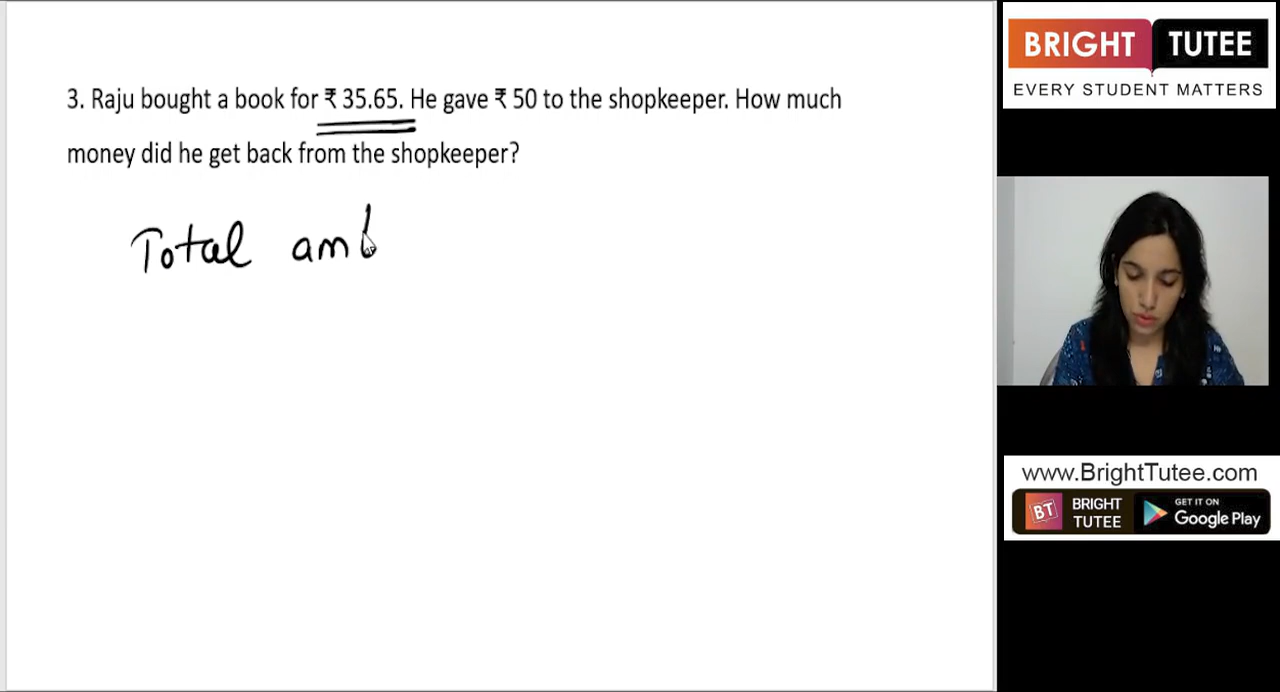 3. Raju bought a book for ₹ 35.65. He gave ₹ 50 to the shopkeeper. How much
money did he get back from the shopkeeper?
Total amt
BRIGHT TUTEE
EVERY STUDENT MATTERS
www.BrightTutee.com
BT
BRIGHT
TUTEE
GET IT ON
Google Play